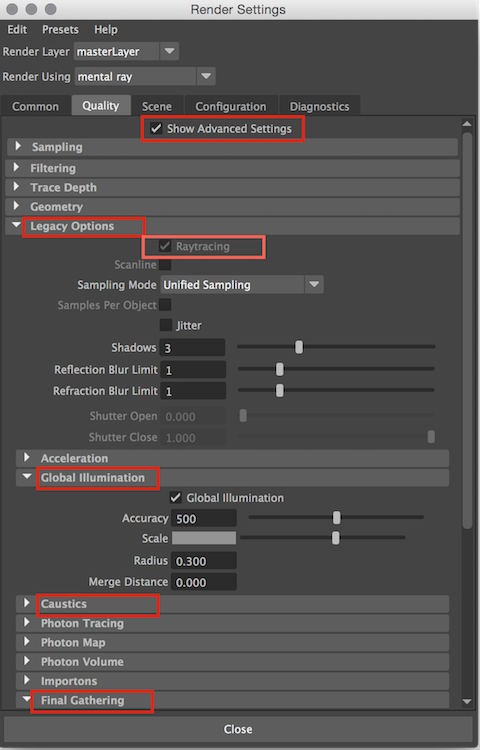 Render Settings
Edit Presets Help
Render Layer masterLayer
Render Using mental ray
Common Quality Scene Configuration Diagnostics
Show Advanced Settings
Sampling
Filtering
Trace Depth
Geometry
Legacy Options
Raytracing
Scanline
Sampling Mode Unified Sampling
Samples Per Object
Jitter
Shadows 3
Reflection Blur Limit 1
Refraction Blur Limit 1
Shutter Open 0.000
Shutter Close 1.000
Acceleration
Global Illumination
Global Illumination
Accuracy 500
Scale
Radius 0.300
Merge Distance 0.000
Caustics
Photon Tracing
Photon Map
Photon Volume
Importons
Final Gathering
Close